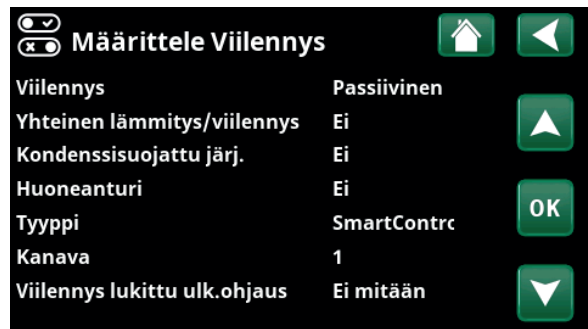 Määrittele Viilennys
Viilennys Passiivinen
Yhteinen lämmitys/viilennys Ei
Kondenssisuojattu järj. Ei
Huoneanturi Ei
Tyyppi SmartContro
Kanava 1
Viilennys lukittu ulk.ohjaus Ei mitään
OK